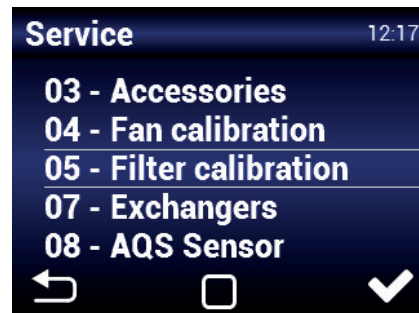 Service 12:17
03 - Accessories
04 - Fan calibration
05 - Filter calibration
07 - Exchangers
08 - AQS Sensor